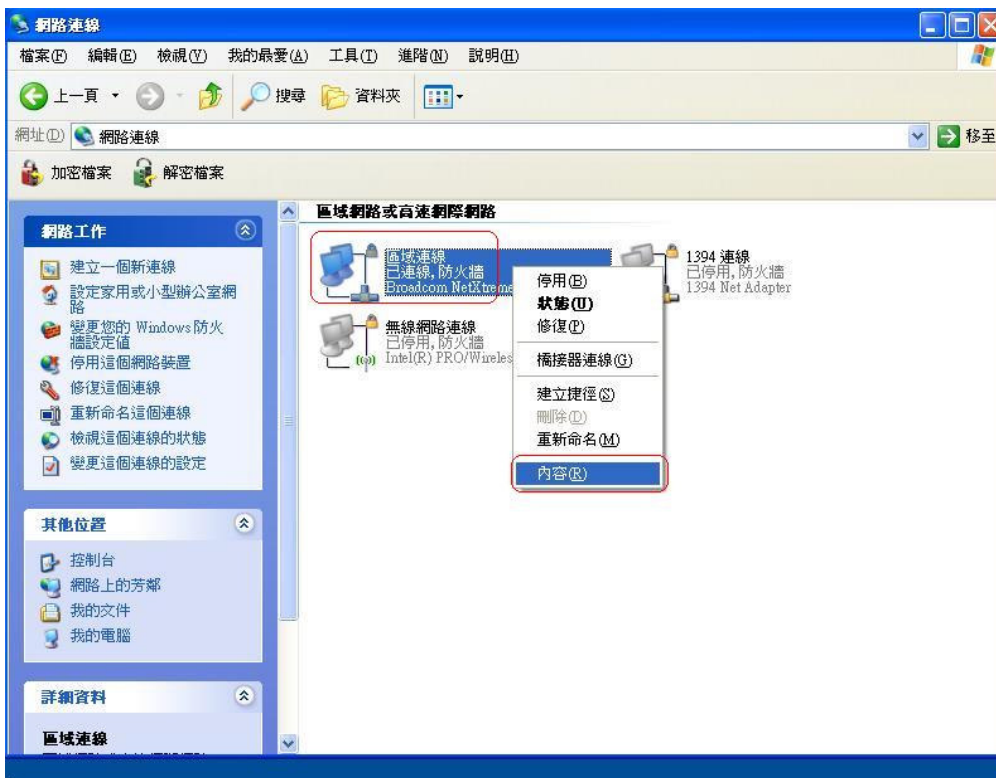 網路連線
檔案(F) 編輯(E) 檢視(V) 我的最愛(A) 工具(T) 進階(N) 說明(H)
上一頁 搜尋 資料夾
網址(D) 網路連線 移至
加密檔案 解密檔案
網路工作
建立一個新連線
設定家用或小型辦公室網
路
變更您的 Windows 防火
牆設定值
停用這個網路裝置
修復這個連線
重新命名這個連線
檢視這個連線的狀態
變更這個連線的設定
其他位置
控制台
網路上的芳鄰
我的文件
我的電腦
詳細資料
區域連線
區域網路或高速網際網路
區域連線
已連線, 防火牆
Broadcom NetXtreme
1394 連線
已停用, 防火牆
1394 Net Adapter
無線網路連線
已停用, 防火牆
Intel(R) PRO/Wireles
停用(B)
狀態(U)
修復(P)
橋接器連線(G)
建立捷徑(S)
刪除(D)
重新命名(M)
內容(R)